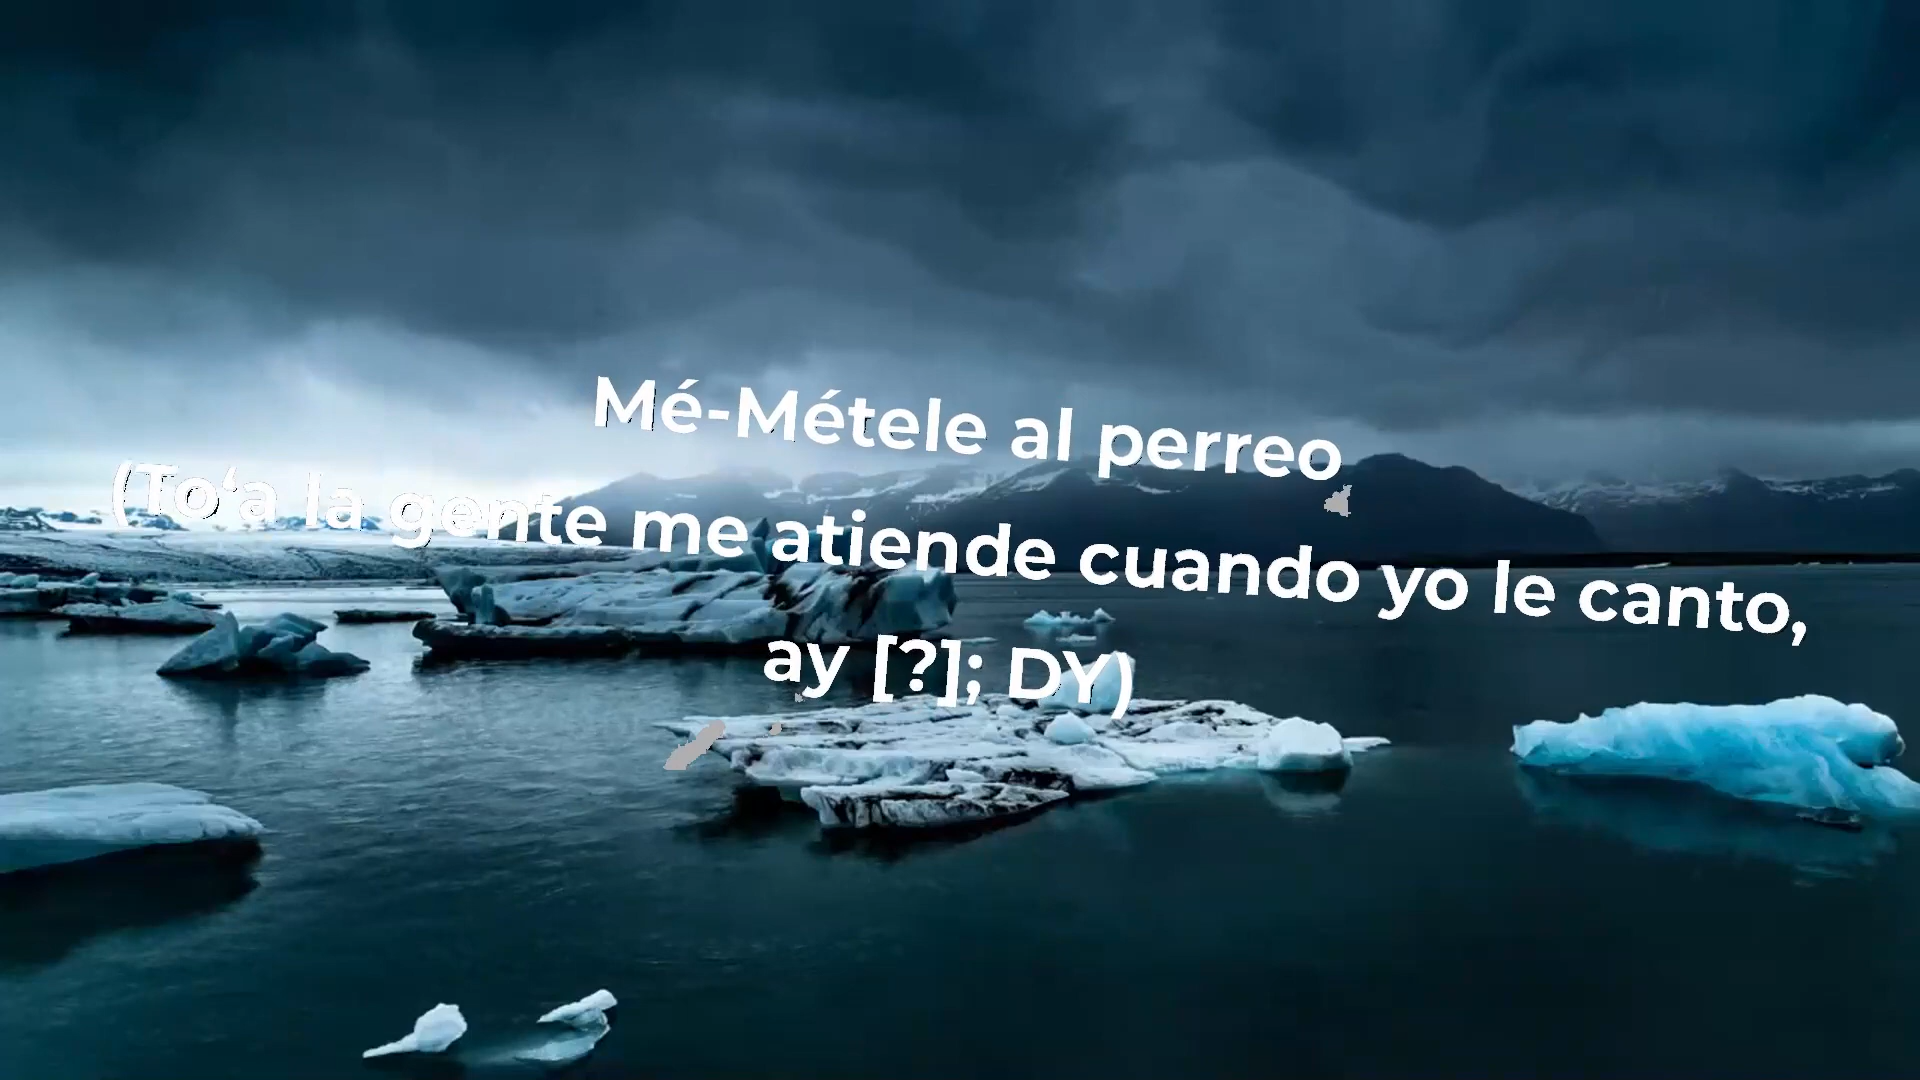 Mé-Métele al perreo
(To‘a la gente me atiende cuando yo le canto,
ay [?]; DY)